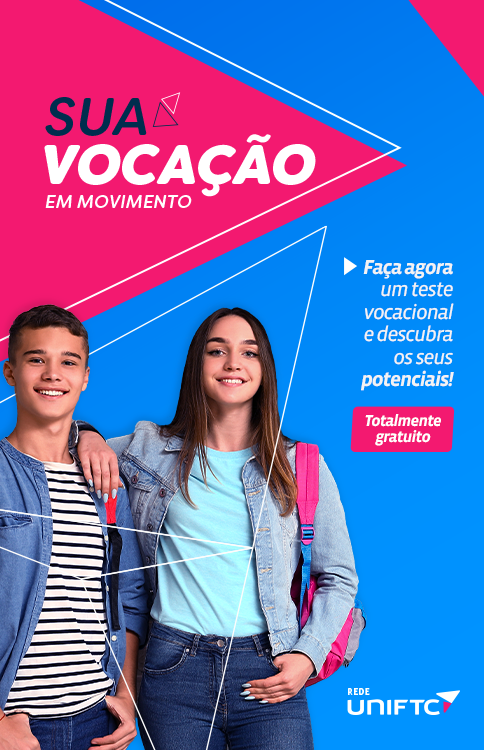 SUA
VOCAÇÃO
EM MOVIMENTO
Faça agora
um teste
vocacional
e descubra
os seus
potenciais!
Totalmente
gratuito
REDE
UNIFTC